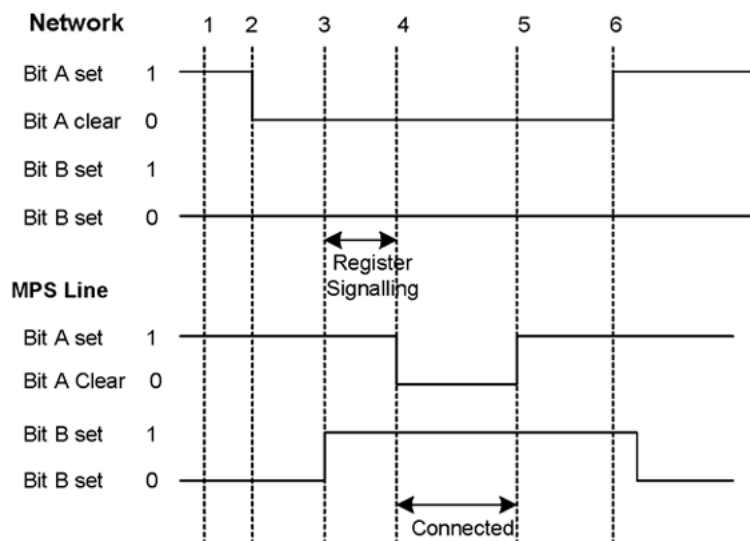 Network 1 2 3 4 5 6
Bit A set 1
Bit A clear 0
Bit B set 1
Bit B set 0
Register
Signalling
MPS Line
Bit A set 1
Bit A Clear 0
Bit B set 1
Bit B set 0
Connected